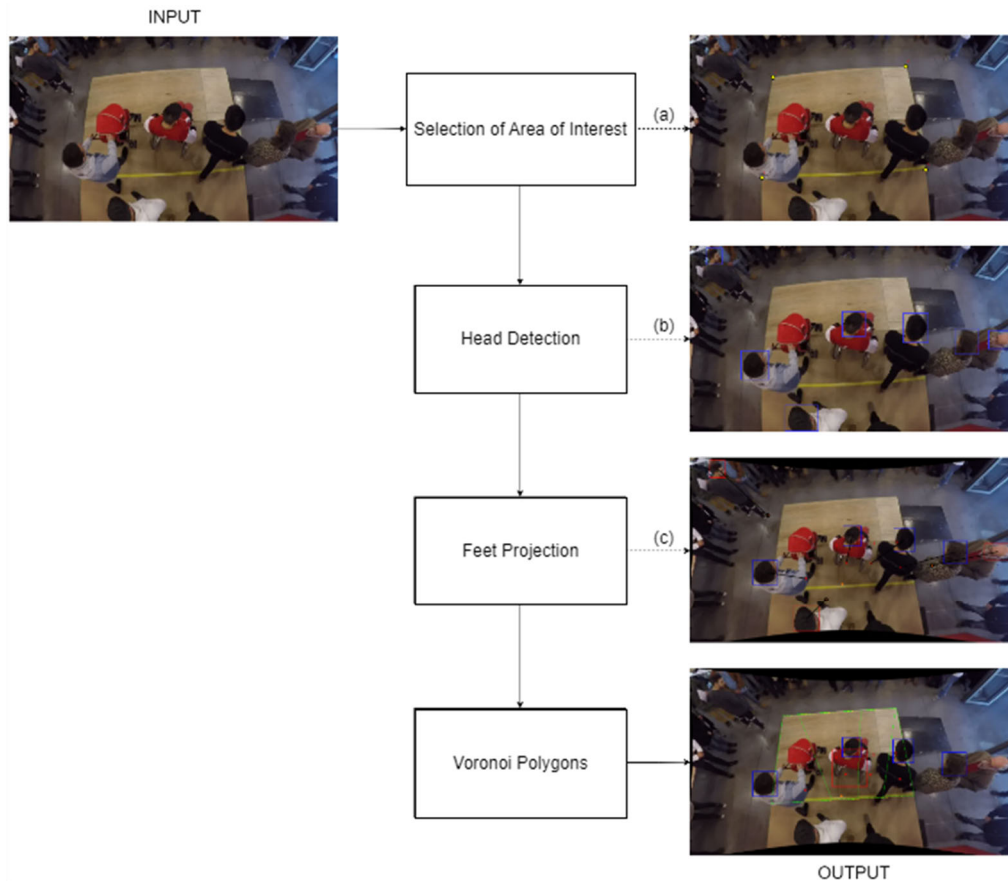 INPUT
Selection of Area of Interest
(a)
Head Detection
(b)
Feet Projection
(c)
Voronoi Polygons
OUTPUT